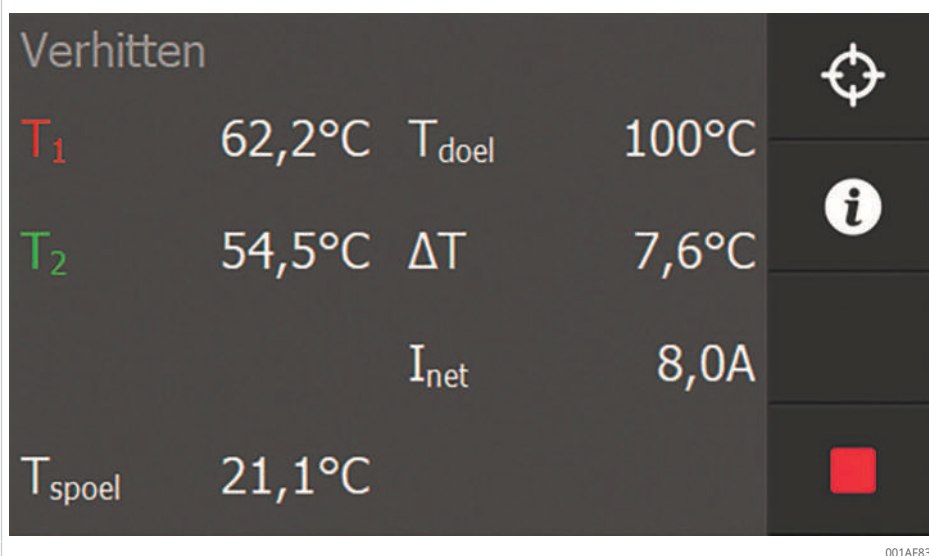 Verhitten
T1 62,2°C Tdoel 100°C
T2 54,5°C ΔT 7,6°C
Inet 8,0A
Tspoel 21,1°C
001AF83